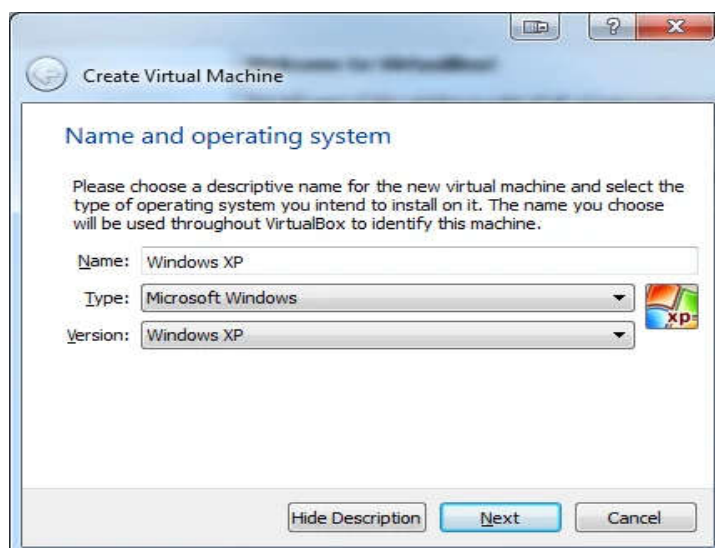 Create Virtual Machine
Name and operating system
Please choose a descriptive name for the new virtual machine and select the
type of operating system you intend to install on it. The name you choose
will be used throughout VirtualBox to identify this machine.
Name: Windows XP
Type: Microsoft Windows
xp
Version: Windows XP
Hide Description Next Cancel